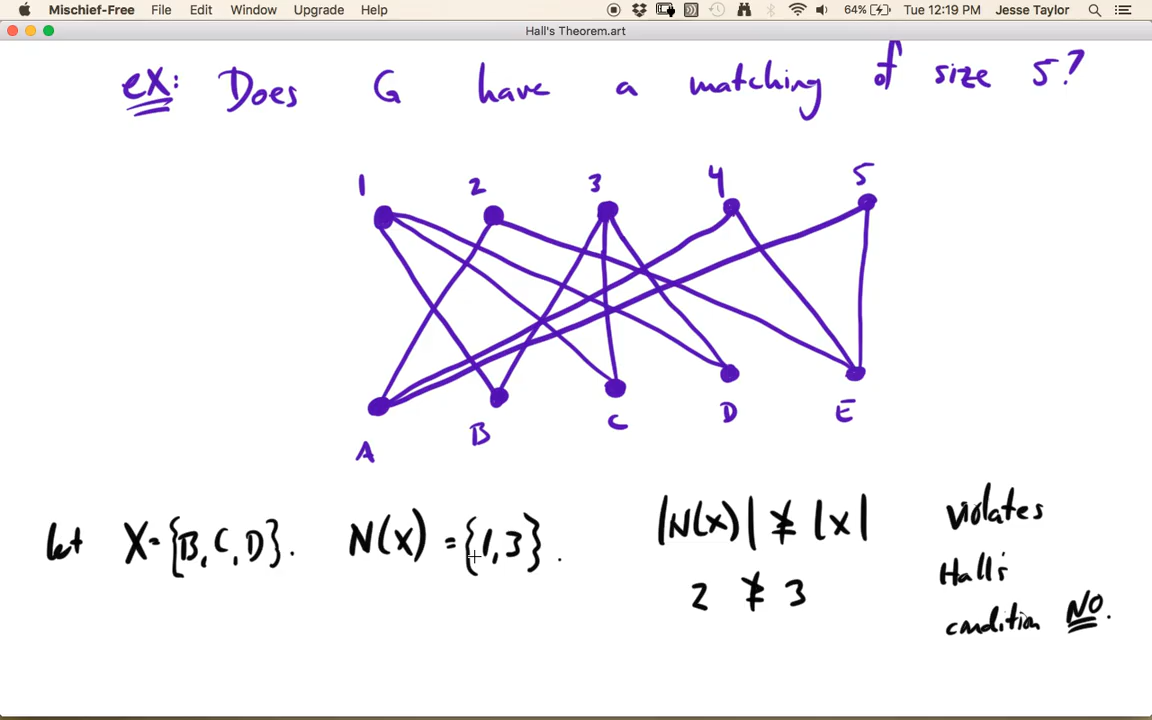 Mischief-Free File Edit Window Upgrade Help 64% Tue 12:19 PM Jesse Taylor
Hall's Theorem.art
ex: Does G have a matching of size 5?
1 2 3 4 5
A B C D E
let X={B,C,D}. N(x)={1,3}. |N(x)| ≱ |x| violates
Hall's
2 ≱ 3
condition NO.